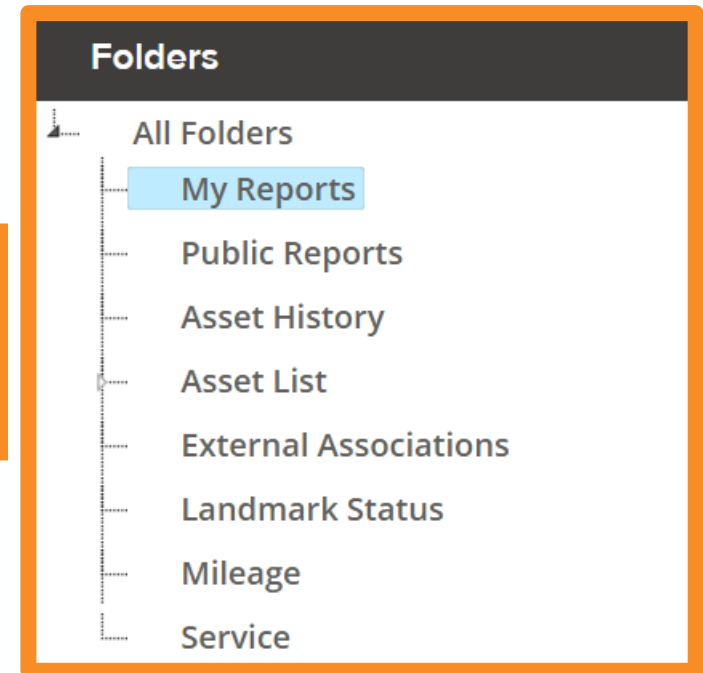 Folders
All Folders
My Reports
Public Reports
Asset History
Asset List
External Associations
Landmark Status
Mileage
Service